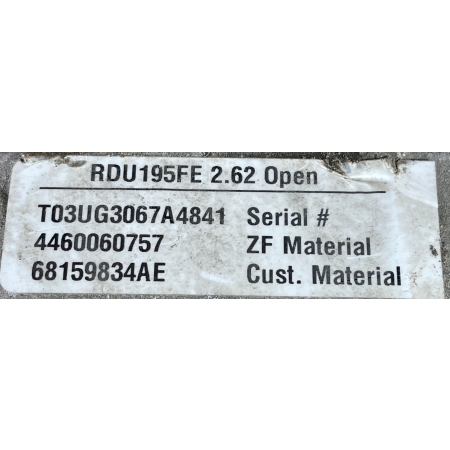 RDU195FE 2.62 Open
T03UG3067A4841 Serial #
4460060757 ZF Material
68159834AE Cust. Material